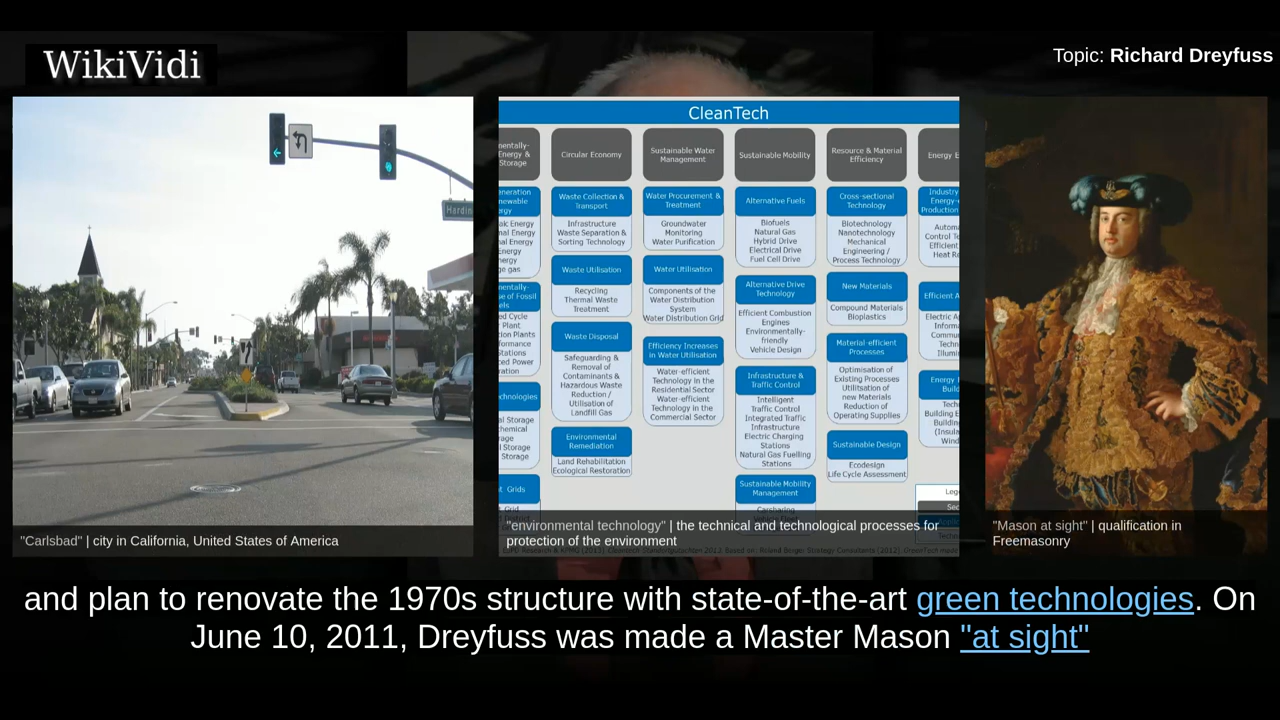 WikiVidi
Topic: Richard Dreyfuss
Hardin
CleanTech
Circular Economy
Sustainable Water
Management
Sustainable Mobility
Resource & Material
Efficiency
Waste Collection &
Transport
Infrastructure
Waste Separation &
Sorting Technology
Waste Utilisation
Recycling
Thermal Waste
Treatment
Waste Disposal
Safeguarding &
Removal of
Contaminants &
Hazardous Waste
Reduction /
Utilisation of
Landfill Gas
Environmental
Remediation
Land Rehabilitation
Ecological Restoration
Water Procurement &
Treatment
Groundwater
Monitoring
Water Purification
Water Utilisation
Components of the
Water Distribution
System
Water Distribution Grid
Efficiency Increases
in Water Utilisation
Water-efficient
Technology in the
Residential Sector
Water-efficient
Technology in the
Commercial Sector
Alternative Fuels
Biofuels
Natural Gas
Hybrid Drive
Electrical Drive
Fuel Cell Drive
Alternative Drive
Technology
Efficient Combustion
Engines
Environmentally-
friendly
Vehicle Design
Infrastructure &
Traffic Control
Intelligent
Traffic Control
Integrated Traffic
Infrastructure
Electric Charging
Stations
Natural Gas Fuelling
Stations
Sustainable Mobility
Management
Carsharing
Cross-sectional
Technology
Biotechnology
Nanotechnology
Mechanical
Engineering /
Process Technology
New Materials
Compound Materials
Bioplastics
Material-efficient
Processes
Optimisation of
Existing Processes
Utilitsation of
new Materials
Reduction of
Operating Supplies
Sustainable Design
Ecodesign
Life Cycle Assessment
"Carlsbad" | city in California, United States of America
"environmental technology" | the technical and technological processes for
protection of the environment
"Mason at sight" | qualification in
Freemasonry
and plan to renovate the 1970s structure with state-of-the-art green technologies. On
June 10, 2011, Dreyfuss was made a Master Mason "at sight"